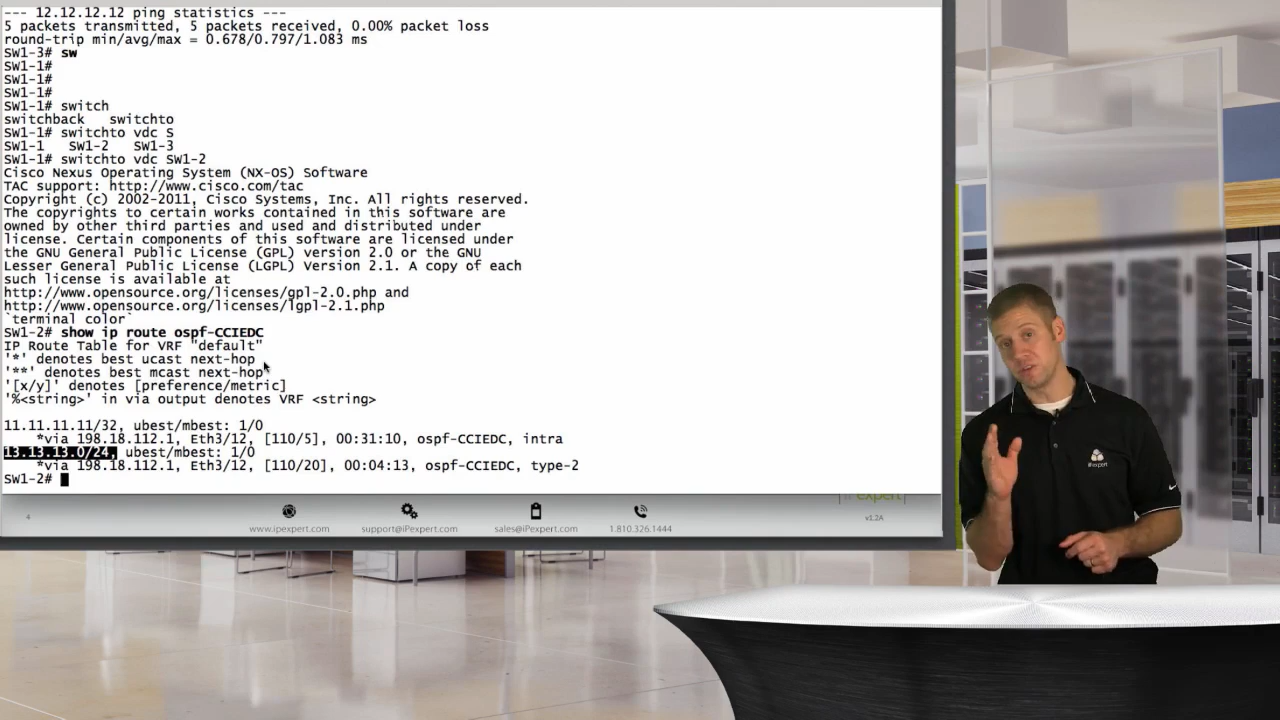 --- 12.12.12.12 ping statistics ---
5 packets transmitted, 5 packets received, 0.00% packet loss
round-trip min/avg/max = 0.678/0.797/1.083 ms
SW1-3# sw
SW1-1#
SW1-1#
SW1-1#
SW1-1# switch
switchback   switchto
SW1-1# switchto vdc S
SW1-1   SW1-2   SW1-3
SW1-1# switchto vdc SW1-2
Cisco Nexus Operating System (NX-OS) Software
TAC support: http://www.cisco.com/tac
Copyright (c) 2002-2011, Cisco Systems, Inc. All rights reserved.
The copyrights to certain works contained in this software are
owned by other third parties and used and distributed under
license. Certain components of this software are licensed under
the GNU General Public License (GPL) version 2.0 or the GNU
Lesser General Public License (LGPL) Version 2.1. A copy of each
such license is available at
http://www.opensource.org/licenses/gpl-2.0.php and
http://www.opensource.org/licenses/lgpl-2.1.php
`terminal color`
SW1-2# show ip route ospf-CCIEDC
IP Route Table for VRF "default"
'*' denotes best ucast next-hop
'**' denotes best mcast next-hop
'[x/y]' denotes [preference/metric]
'%<string>' in via output denotes VRF <string>
11.11.11.11/32, ubest/mbest: 1/0
*via 198.18.112.1, Eth3/12, [110/5], 00:31:10, ospf-CCIEDC, intra
13.13.13.0/24, ubest/mbest: 1/0
*via 198.18.112.1, Eth3/12, [110/20], 00:04:13, ospf-CCIEDC, type-2
SW1-2#
iPexpert
4
www.ipexpert.com
support@iPexpert.com
sales@iPexpert.com
1.810.326.1444
v1.2A
iPexpert